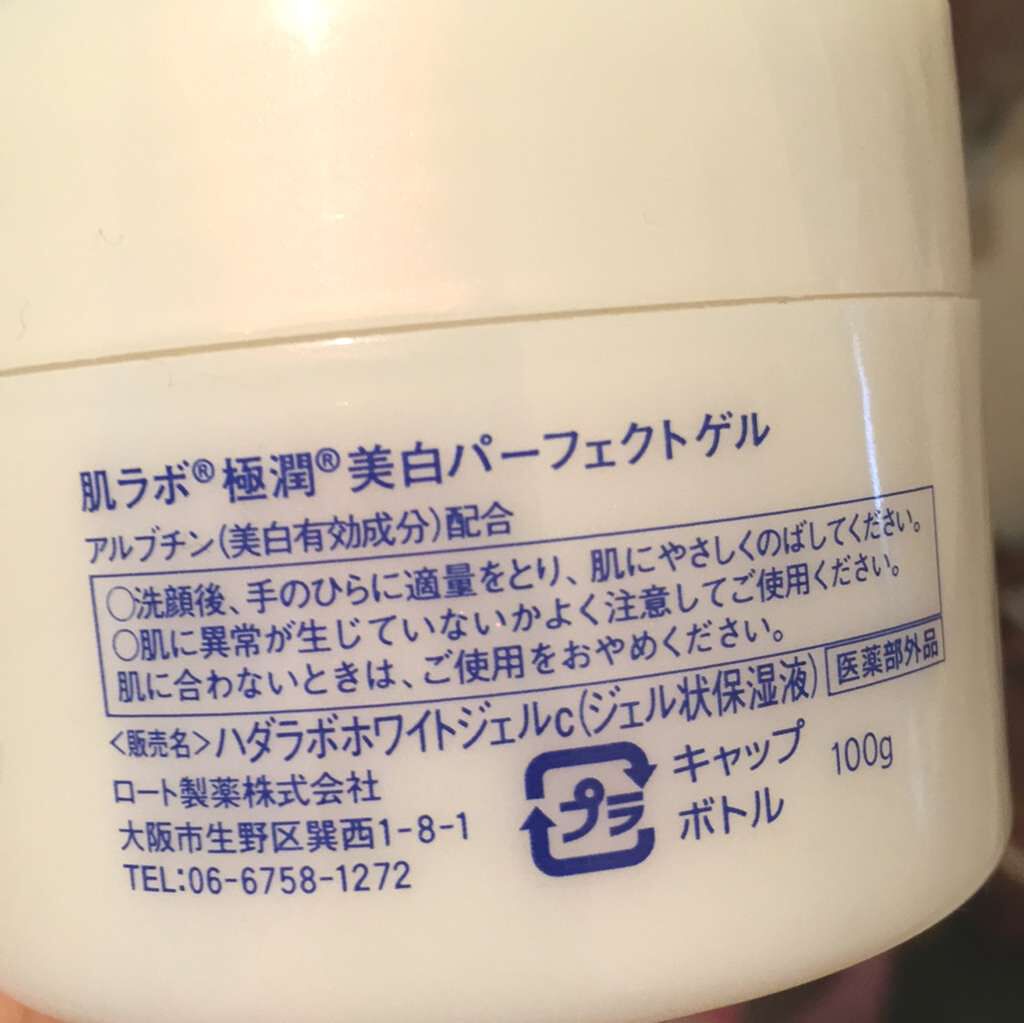 肌ラボ®極潤®美白パーフェクトゲル
アルブチン(美白有効成分)配合
○洗顔後、手のひらに適量をとり、肌にやさしくのばしてください。
○肌に異常が生じていないかよく注意してご使用ください。
肌に合わないときは、ご使用をおやめください。
<販売名>ハダラボホワイトジェルc(ジェル状保湿液) 医薬部外品
ロート製薬株式会社
大阪市生野区巽西1-8-1
TEL:06-6758-1272
プラ
キャップ
ボトル
100g